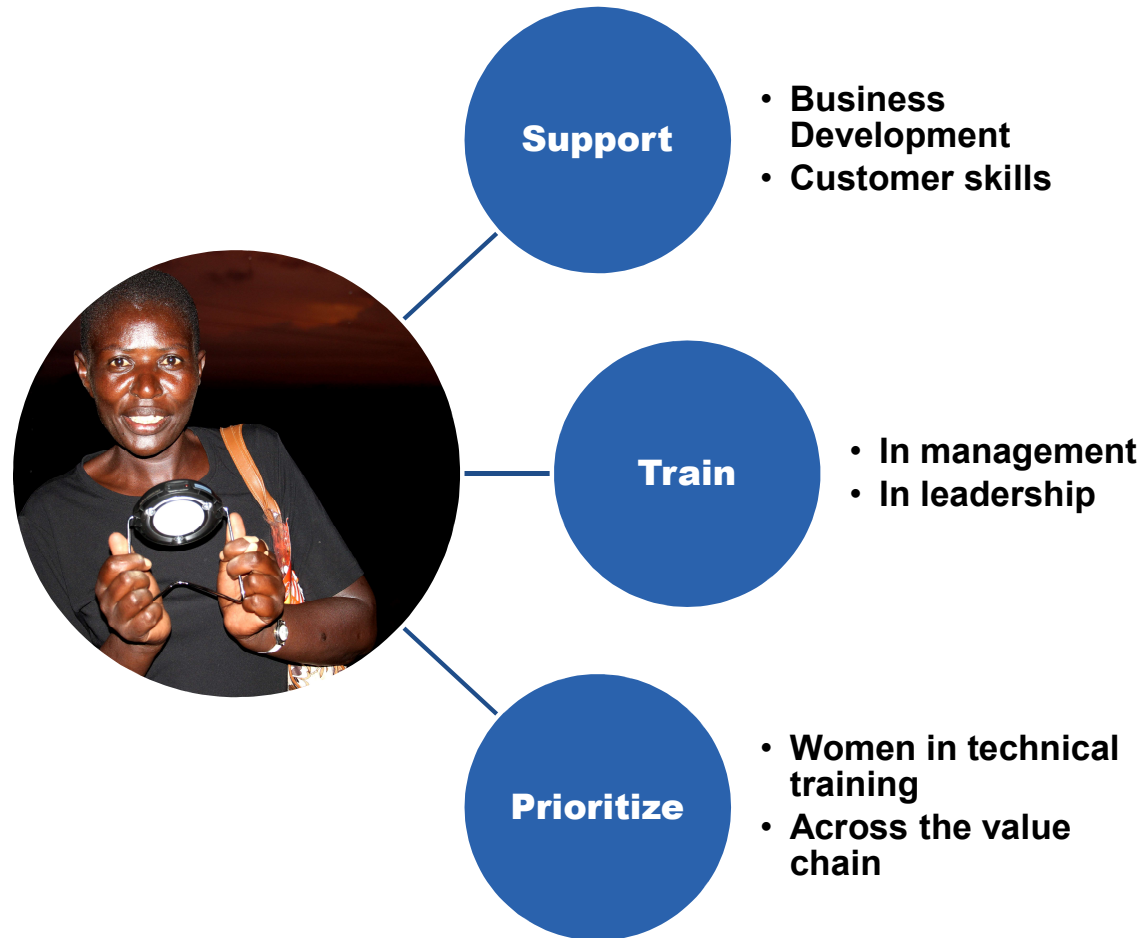 Support
• Business
Development
• Customer skills
Train
• In management
• In leadership
Prioritize
• Women in technical
training
• Across the value
chain